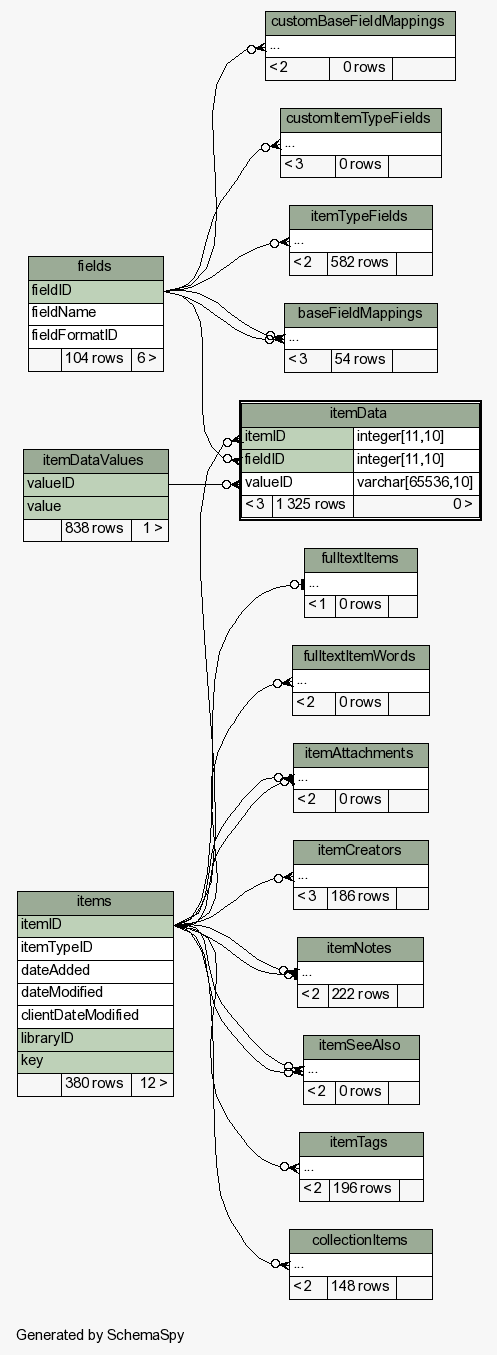 customBaseFieldMappings
...
< 2 0 rows
customItemTypeFields
...
< 3 0 rows
itemTypeFields
...
< 2 582 rows
fields
fieldID
fieldName
fieldFormatID
104 rows 6 >
baseFieldMappings
...
< 3 54 rows
itemData
itemID integer[11,10]
fieldID integer[11,10]
valueID varchar[65536,10]
< 3 1 325 rows 0 >
itemDataValues
valueID
value
838 rows 1 >
fulltextItems
...
< 1 0 rows
fulltextItemWords
...
< 2 0 rows
itemAttachments
...
< 2 0 rows
itemCreators
...
< 3 186 rows
items
itemID
itemTypeID
dateAdded
dateModified
clientDateModified
libraryID
key
380 rows 12 >
itemNotes
...
< 2 222 rows
itemSeeAlso
...
< 2 0 rows
itemTags
...
< 2 196 rows
collectionItems
...
< 2 148 rows
Generated by SchemaSpy